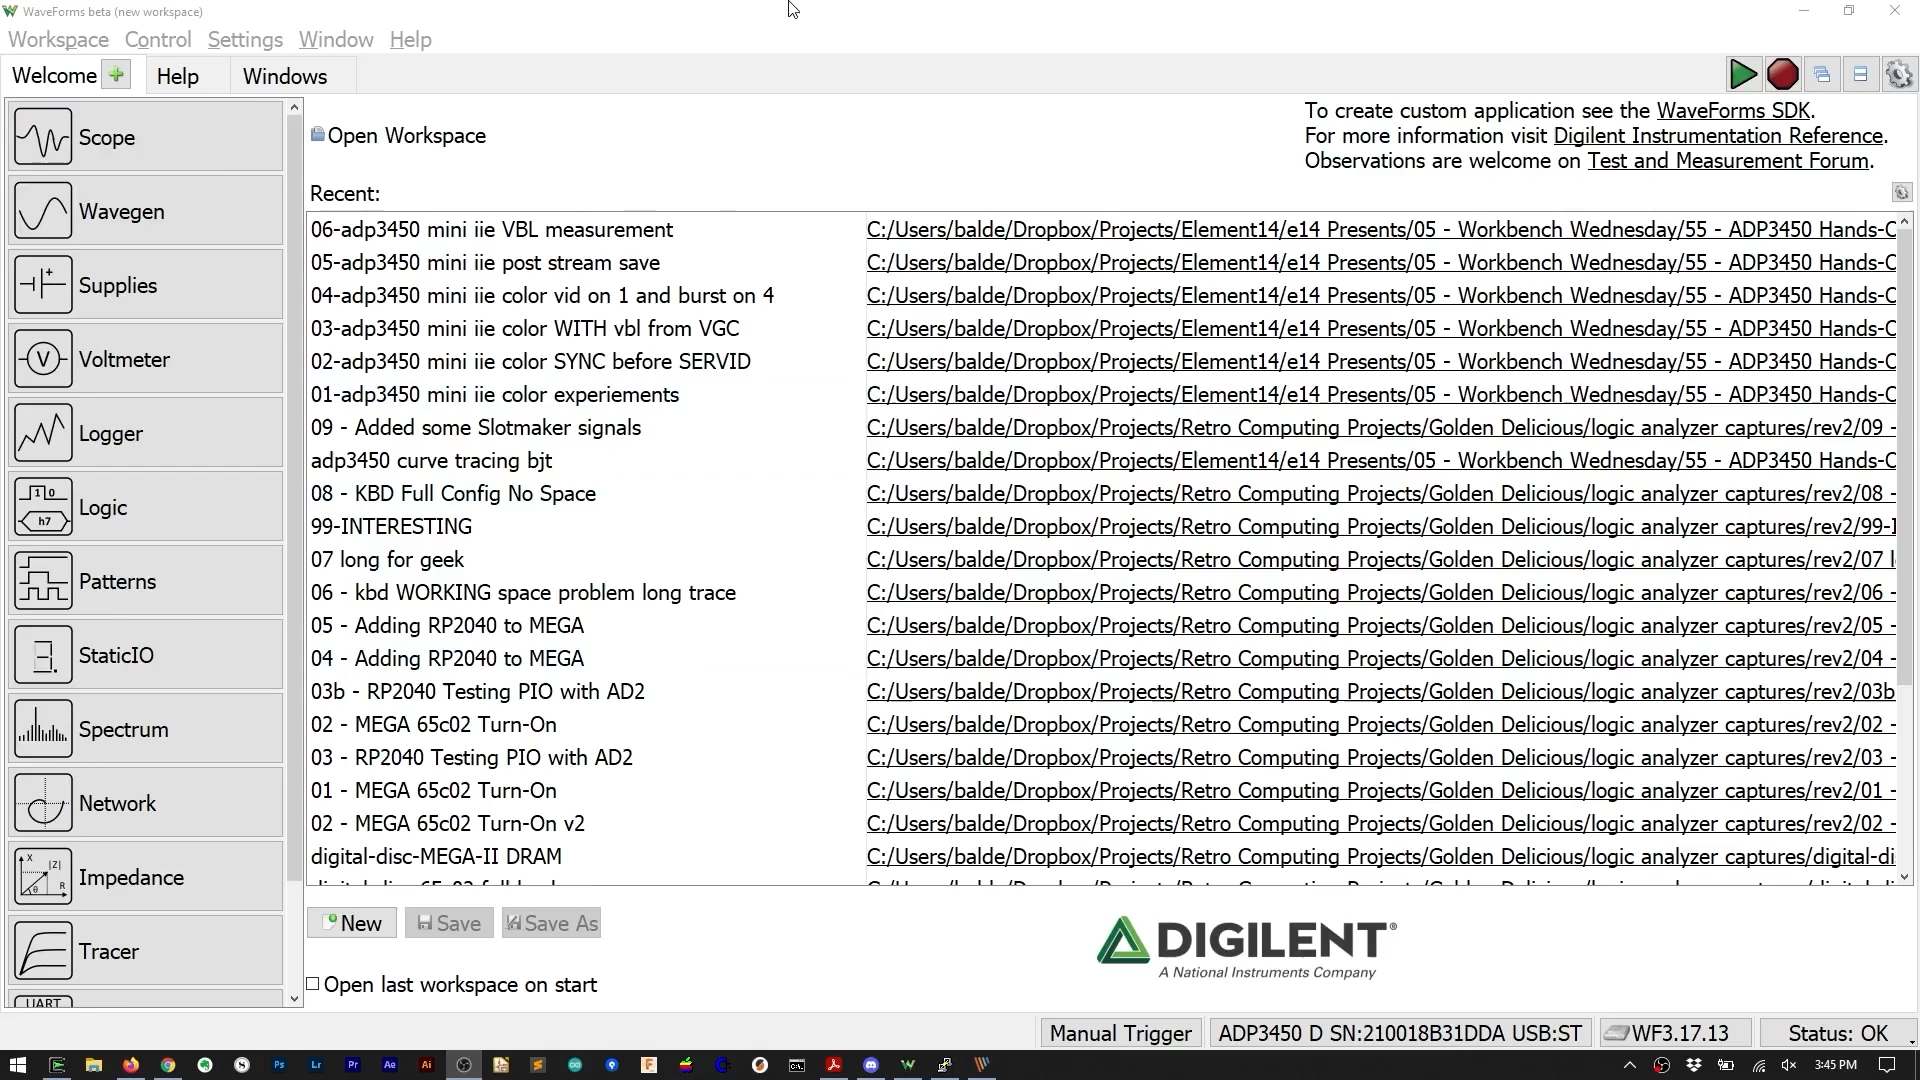 WaveForms beta (new workspace)
Workspace Control Settings Window Help
Welcome Help Windows
To create custom application see the WaveForms SDK.
For more information visit Digilent Instrumentation Reference.
Observations are welcome on Test and Measurement Forum.
Open Workspace
Recent:
Scope
Wavegen
Supplies
Voltmeter
Logger
Logic
Patterns
StaticIO
Spectrum
Network
Impedance
Tracer
UART
06-adp3450 mini iie VBL measurement C:/Users/balde/Dropbox/Projects/Element14/e14 Presents/05 - Workbench Wednesday/55 - ADP3450 Hands-O
05-adp3450 mini iie post stream save C:/Users/balde/Dropbox/Projects/Element14/e14 Presents/05 - Workbench Wednesday/55 - ADP3450 Hands-O
04-adp3450 mini iie color vid on 1 and burst on 4 C:/Users/balde/Dropbox/Projects/Element14/e14 Presents/05 - Workbench Wednesday/55 - ADP3450 Hands-O
03-adp3450 mini iie color WITH vbl from VGC C:/Users/balde/Dropbox/Projects/Element14/e14 Presents/05 - Workbench Wednesday/55 - ADP3450 Hands-O
02-adp3450 mini iie color SYNC before SERVID C:/Users/balde/Dropbox/Projects/Element14/e14 Presents/05 - Workbench Wednesday/55 - ADP3450 Hands-O
01-adp3450 mini iie color experiements C:/Users/balde/Dropbox/Projects/Element14/e14 Presents/05 - Workbench Wednesday/55 - ADP3450 Hands-O
09 - Added some Slotmaker signals C:/Users/balde/Dropbox/Projects/Retro Computing Projects/Golden Delicious/logic analyzer captures/rev2/09 -
adp3450 curve tracing bjt C:/Users/balde/Dropbox/Projects/Element14/e14 Presents/05 - Workbench Wednesday/55 - ADP3450 Hands-O
08 - KBD Full Config No Space C:/Users/balde/Dropbox/Projects/Retro Computing Projects/Golden Delicious/logic analyzer captures/rev2/08 -
99-INTERESTING C:/Users/balde/Dropbox/Projects/Retro Computing Projects/Golden Delicious/logic analyzer captures/rev2/99-I
07 long for geek C:/Users/balde/Dropbox/Projects/Retro Computing Projects/Golden Delicious/logic analyzer captures/rev2/07 l
06 - kbd WORKING space problem long trace C:/Users/balde/Dropbox/Projects/Retro Computing Projects/Golden Delicious/logic analyzer captures/rev2/06 -
05 - Adding RP2040 to MEGA C:/Users/balde/Dropbox/Projects/Retro Computing Projects/Golden Delicious/logic analyzer captures/rev2/05 -
04 - Adding RP2040 to MEGA C:/Users/balde/Dropbox/Projects/Retro Computing Projects/Golden Delicious/logic analyzer captures/rev2/04 -
03b - RP2040 Testing PIO with AD2 C:/Users/balde/Dropbox/Projects/Retro Computing Projects/Golden Delicious/logic analyzer captures/rev2/03b
02 - MEGA 65c02 Turn-On C:/Users/balde/Dropbox/Projects/Retro Computing Projects/Golden Delicious/logic analyzer captures/rev2/02 -
03 - RP2040 Testing PIO with AD2 C:/Users/balde/Dropbox/Projects/Retro Computing Projects/Golden Delicious/logic analyzer captures/rev2/03 -
01 - MEGA 65c02 Turn-On C:/Users/balde/Dropbox/Projects/Retro Computing Projects/Golden Delicious/logic analyzer captures/rev2/01 -
02 - MEGA 65c02 Turn-On v2 C:/Users/balde/Dropbox/Projects/Retro Computing Projects/Golden Delicious/logic analyzer captures/rev2/02 -
digital-disc-MEGA-II DRAM C:/Users/balde/Dropbox/Projects/Retro Computing Projects/Golden Delicious/logic analyzer captures/digital-di
New Save Save As
Open last workspace on start
DIGILENT®
A National Instruments Company
Manual Trigger ADP3450 D SN:210018B31DDA USB:ST WF3.17.13 Status: OK
3:45 PM